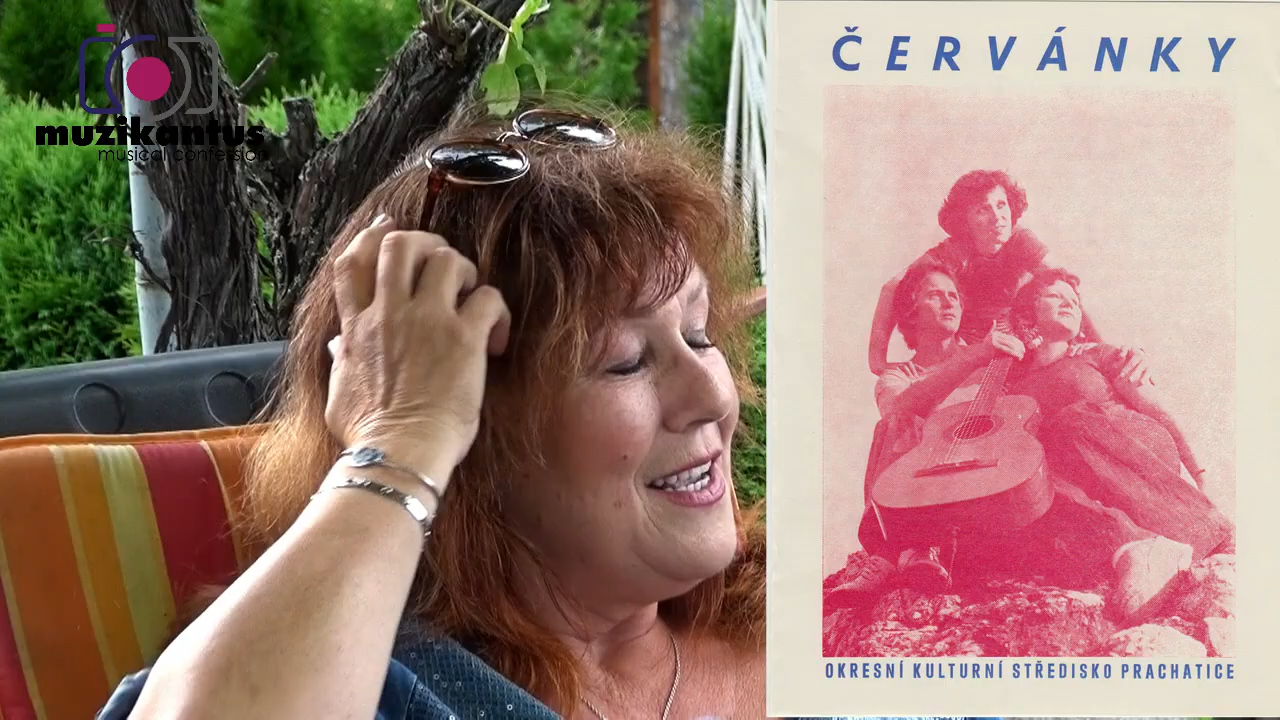 muzikantus
musical confession
ČERVÁNKY
OKRESNÍ KULTURNÍ STŘEDISKO PRACHATICE